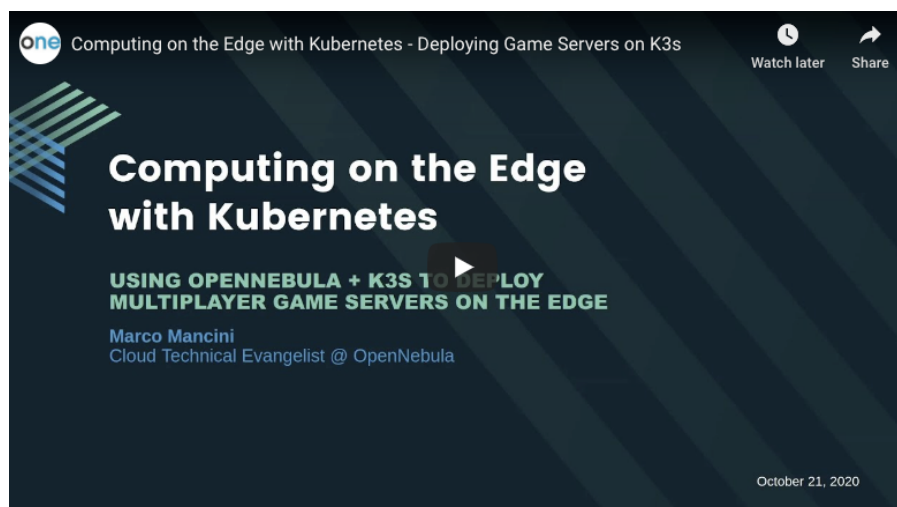 one
Computing on the Edge with Kubernetes - Deploying Game Servers on K3s
Watch later
Share
Computing on the Edge
with Kubernetes
USING OPENNEBULA + K3S TO DEPLOY
MULTIPLAYER GAME SERVERS ON THE EDGE
Marco Mancini
Cloud Technical Evangelist @ OpenNebula
October 21, 2020